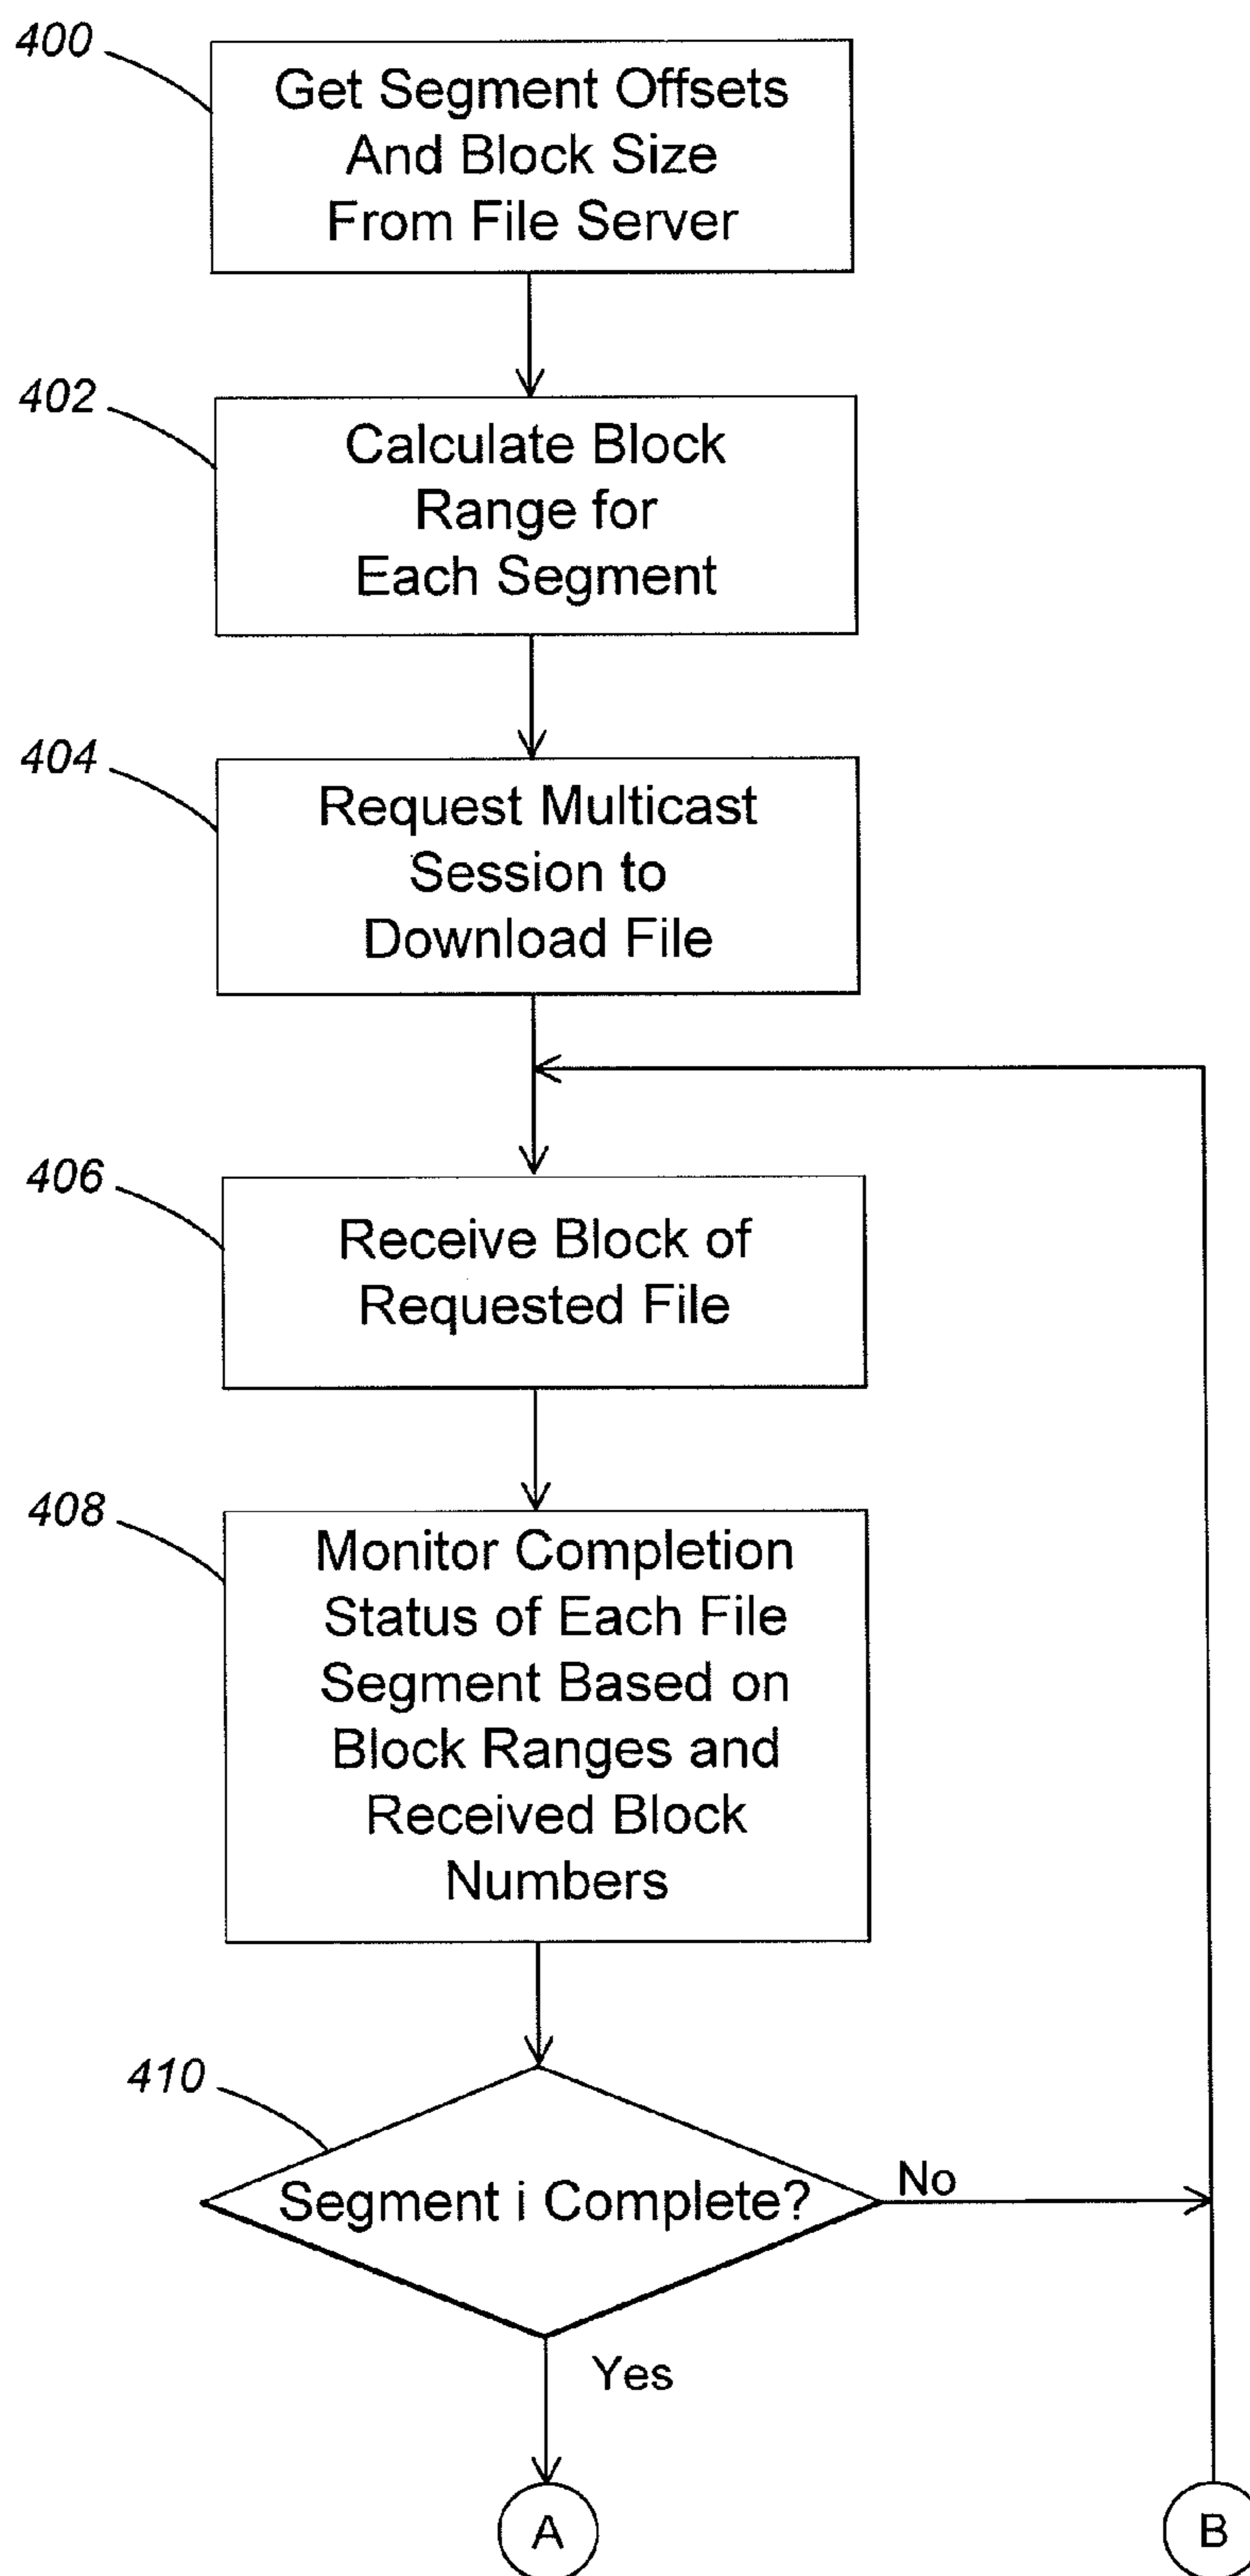 400
Get Segment Offsets
And Block Size
From File Server
402
Calculate Block
Range for
Each Segment
404
Request Multicast
Session to
Download File
406
Receive Block of
Requested File
408
Monitor Completion
Status of Each File
Segment Based on
Block Ranges and
Received Block
Numbers
410
Segment i Complete?
No
Yes
A
B